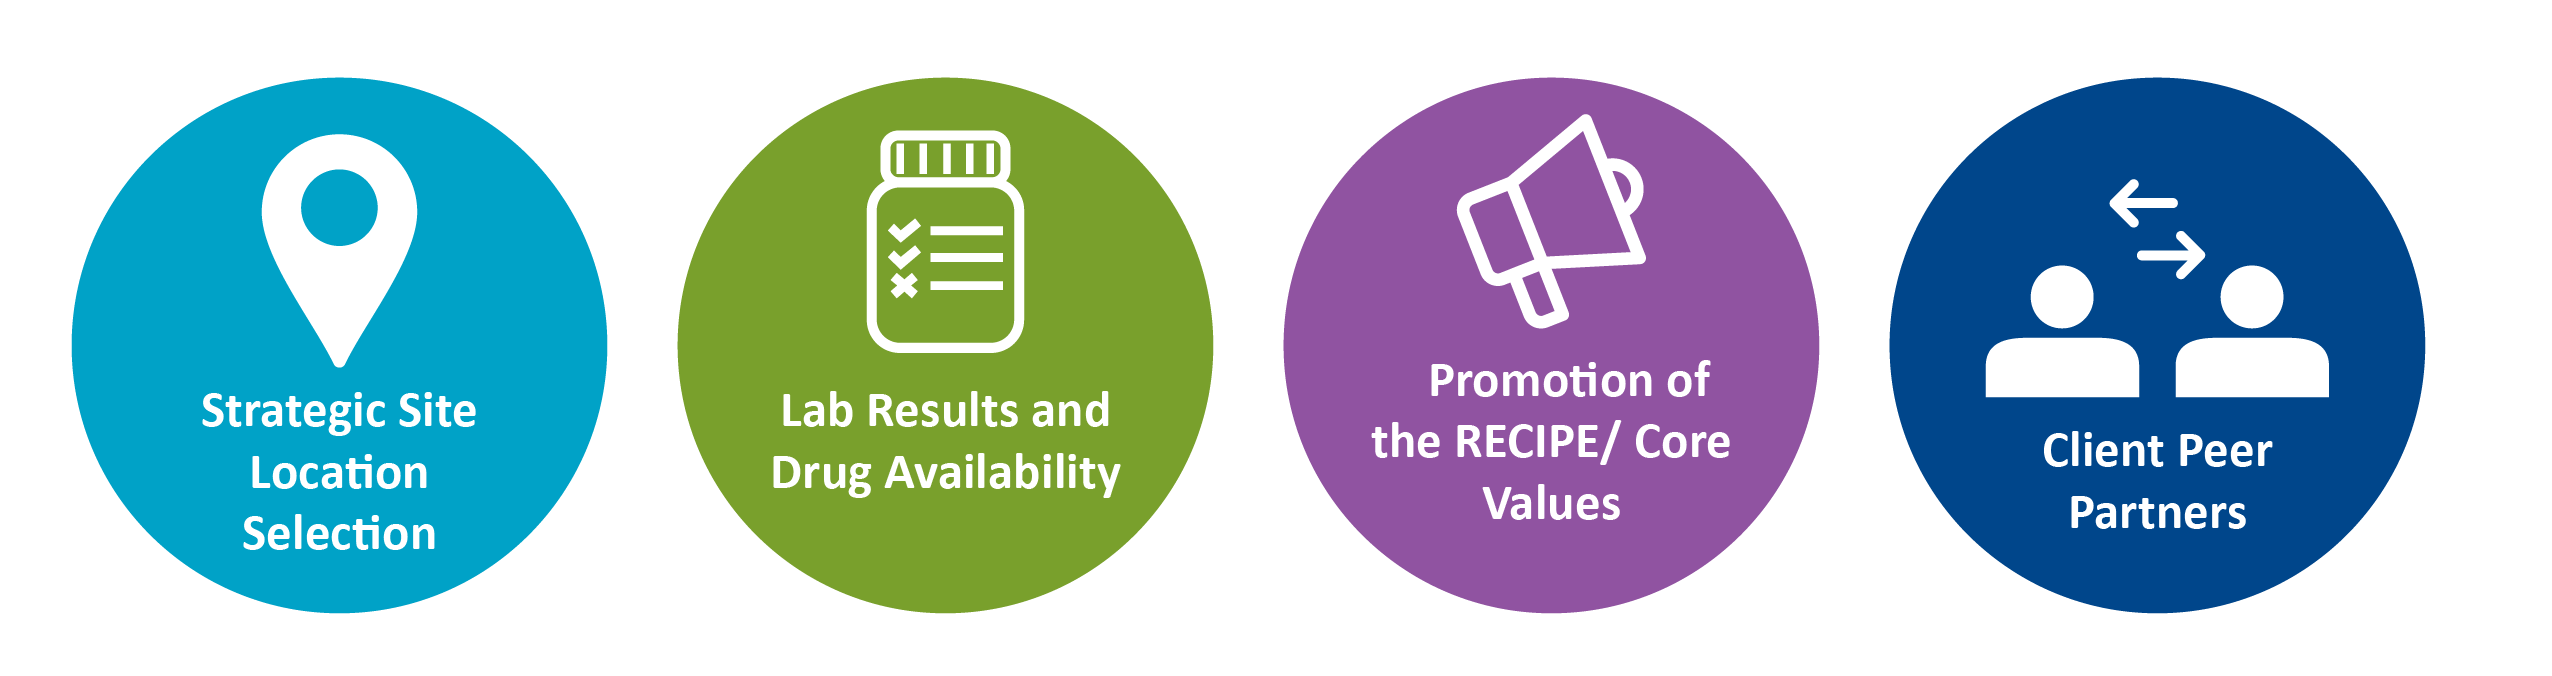 Strategic Site
Location
Selection
Lab Results and
Drug Availability
Promotion of
the RECIPE/ Core
Values
Client Peer
Partners